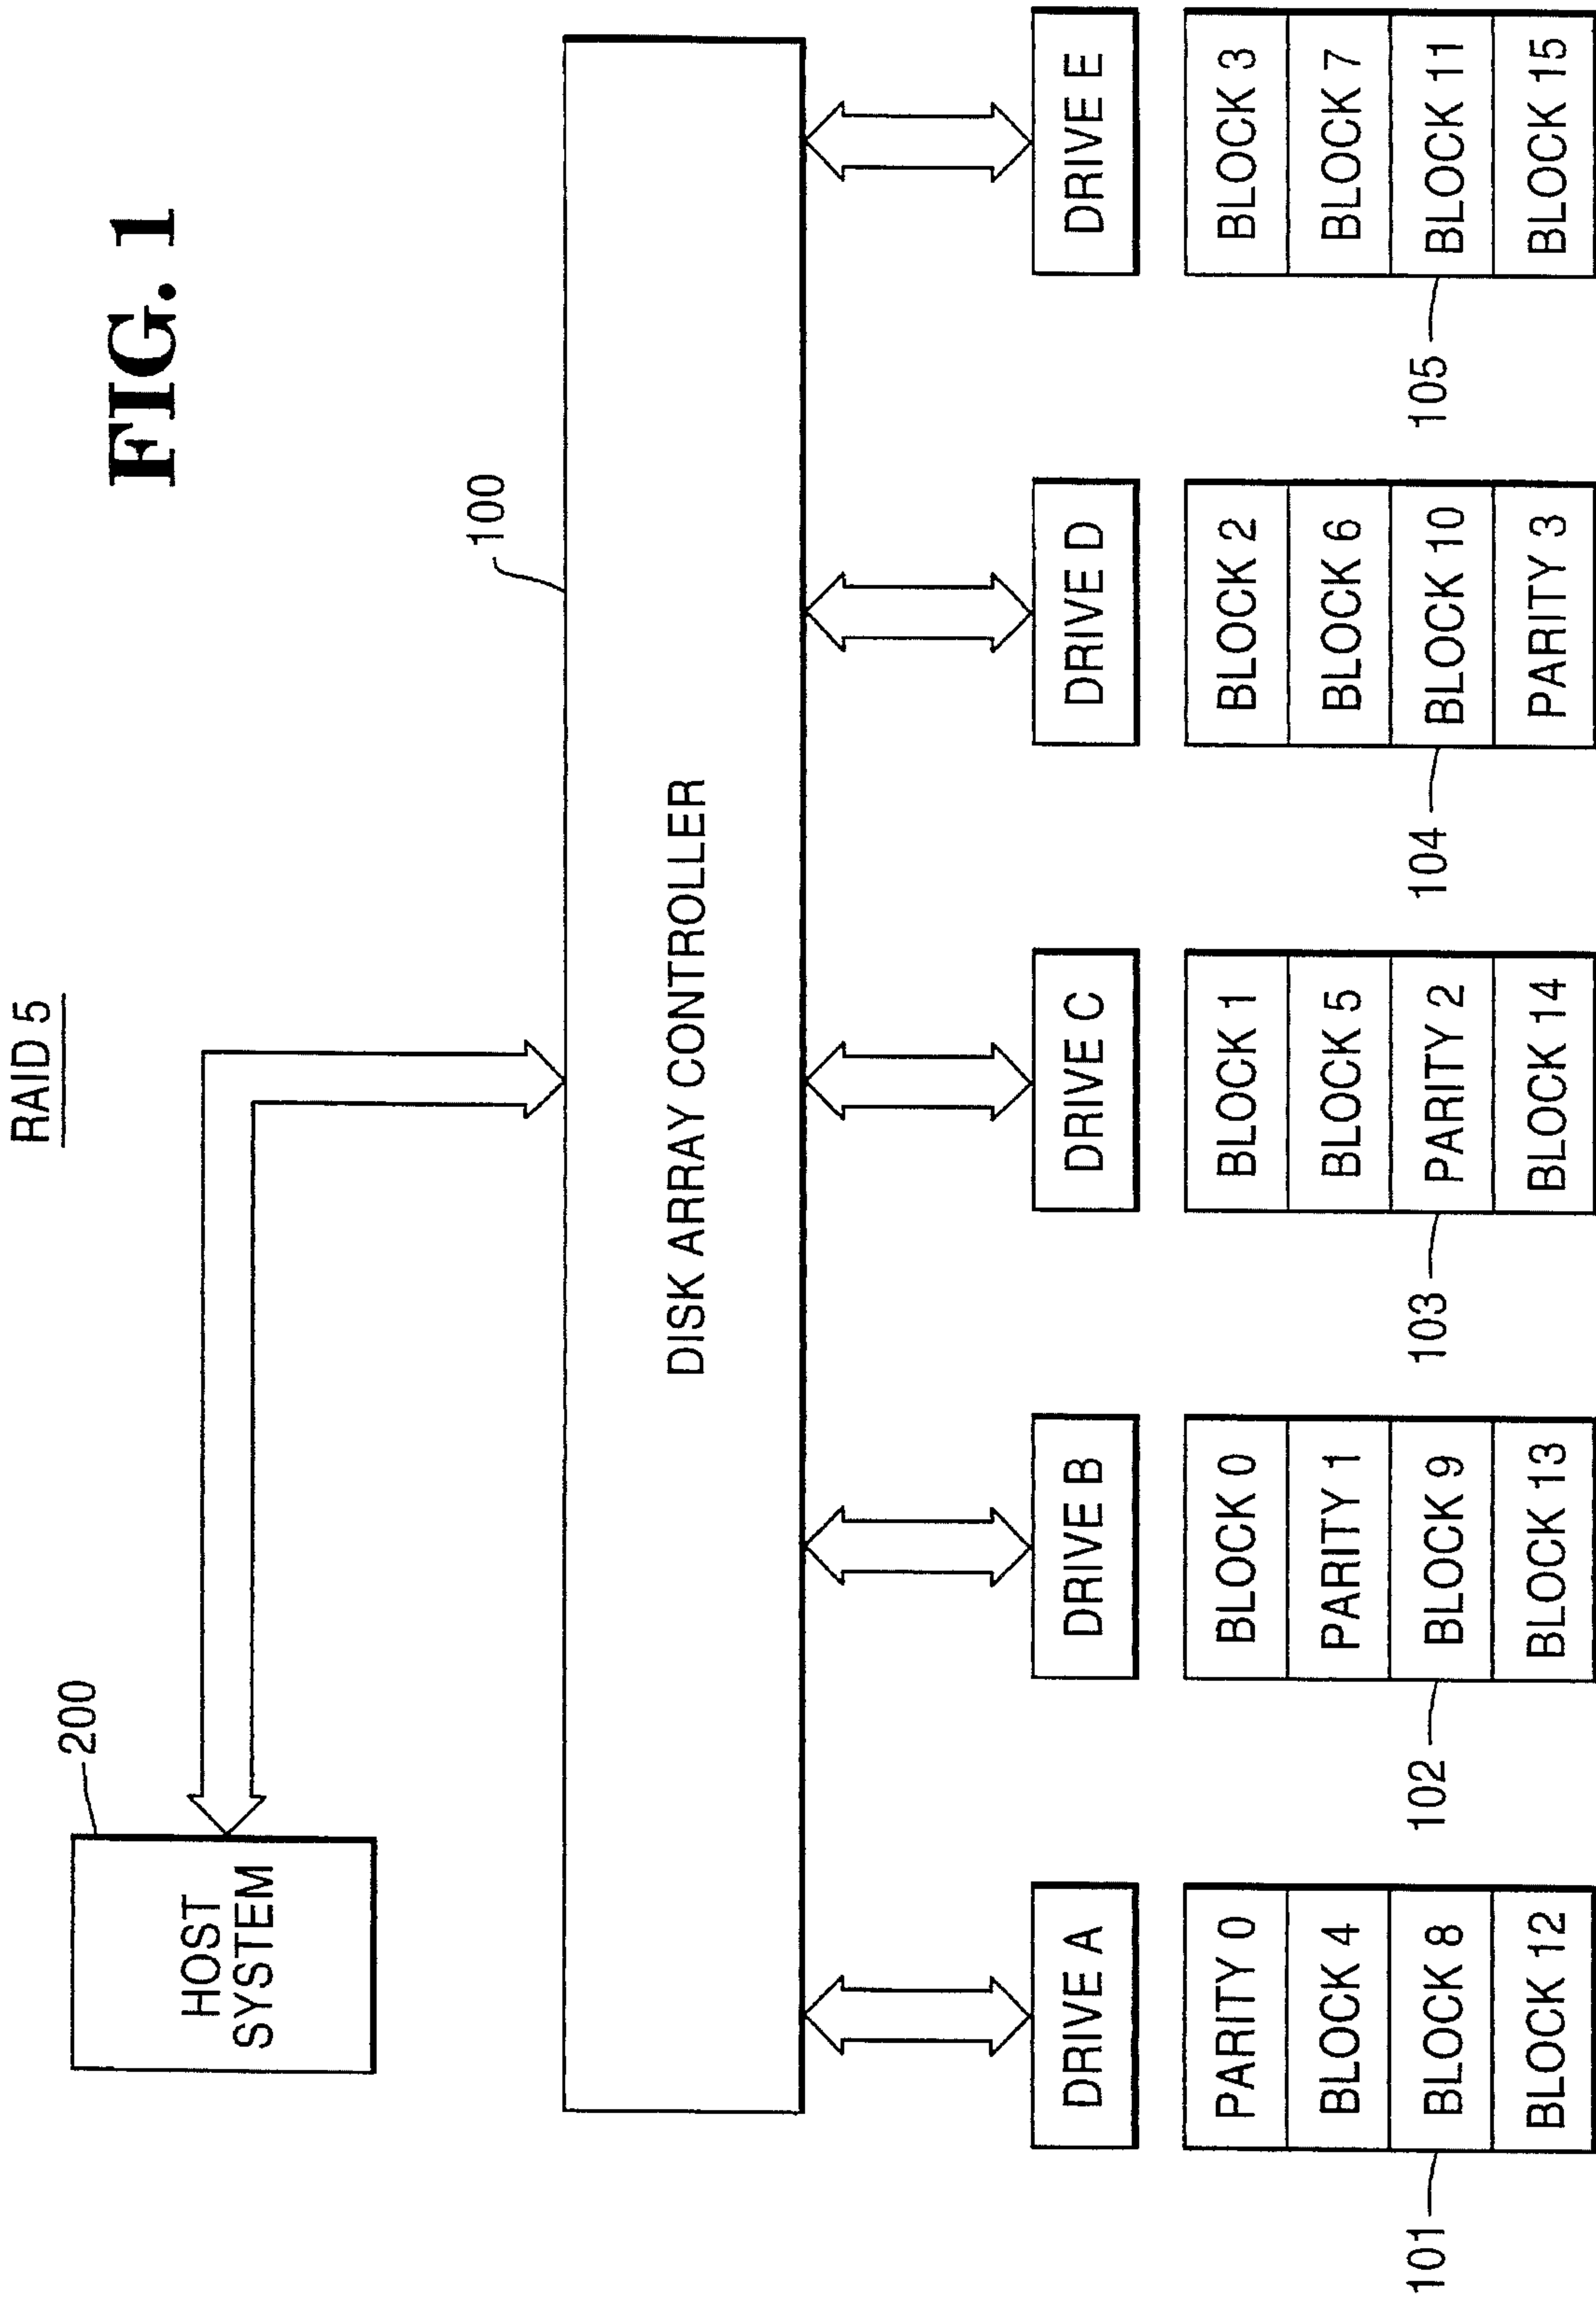 RAID 5
FIG. 1
200
HOST
SYSTEM
100
DISK ARRAY CONTROLLER
DRIVE A
DRIVE B
DRIVE C
DRIVE D
DRIVE E
PARITY 0
BLOCK 4
BLOCK 8
BLOCK 12
101
BLOCK 0
PARITY 1
BLOCK 9
BLOCK 13
102
BLOCK 1
BLOCK 5
PARITY 2
BLOCK 14
103
BLOCK 2
BLOCK 6
BLOCK 10
PARITY 3
104
BLOCK 3
BLOCK 7
BLOCK 11
BLOCK 15
105